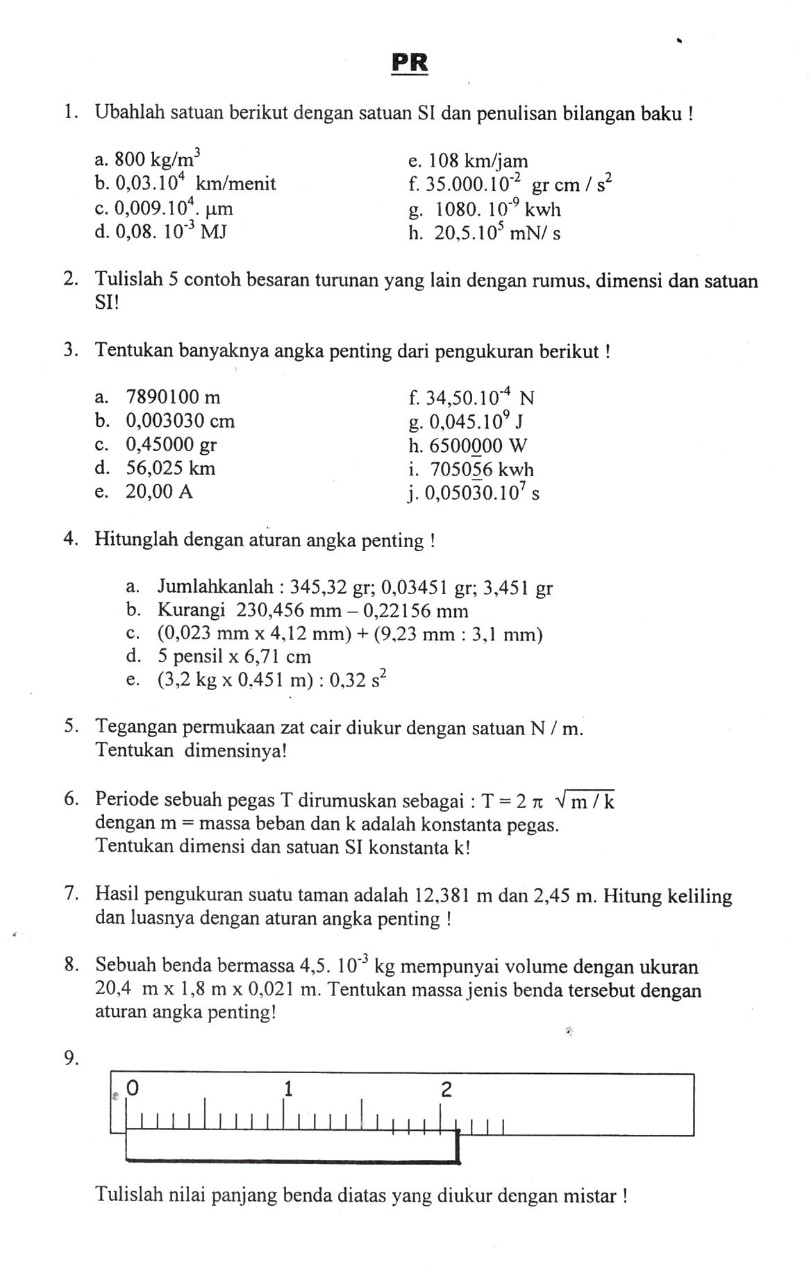 PR
1. Ubahlah satuan berikut dengan satuan SI dan penulisan bilangan baku !
a. 800 kg/m³
e. 108 km/jam
b. 0,03.10⁴ km/menit
f. 35.000.10⁻² gr cm / s²
c. 0,009.10⁴. μm
g. 1080. 10⁻⁹ kwh
d. 0,08. 10⁻³ MJ
h. 20,5.10⁵ mN/ s
2. Tulislah 5 contoh besaran turunan yang lain dengan rumus, dimensi dan satuan
SI!
3. Tentukan banyaknya angka penting dari pengukuran berikut !
a. 7890100 m
f. 34,50.10⁻⁴ N
b. 0,003030 cm
g. 0,045.10⁹ J
c. 0,45000 gr
h. 6500000 W
d. 56,025 km
i. 705056 kwh
e. 20,00 A
j. 0,05030.10⁷ s
4. Hitunglah dengan aturan angka penting !
a. Jumlahkanlah : 345,32 gr; 0,03451 gr; 3,451 gr
b. Kurangi 230,456 mm – 0,22156 mm
c. (0,023 mm x 4,12 mm) + (9,23 mm : 3,1 mm)
d. 5 pensil x 6,71 cm
e. (3,2 kg x 0,451 m) : 0,32 s²
5. Tegangan permukaan zat cair diukur dengan satuan N / m.
Tentukan dimensinya!
6. Periode sebuah pegas T dirumuskan sebagai : T = 2 π √m / k
dengan m = massa beban dan k adalah konstanta pegas.
Tentukan dimensi dan satuan SI konstanta k!
7. Hasil pengukuran suatu taman adalah 12,381 m dan 2,45 m. Hitung keliling
dan luasnya dengan aturan angka penting !
8. Sebuah benda bermassa 4,5. 10⁻³ kg mempunyai volume dengan ukuran
20,4 m x 1,8 m x 0,021 m. Tentukan massa jenis benda tersebut dengan
aturan angka penting!
9.
0 1 2
Tulislah nilai panjang benda diatas yang diukur dengan mistar !